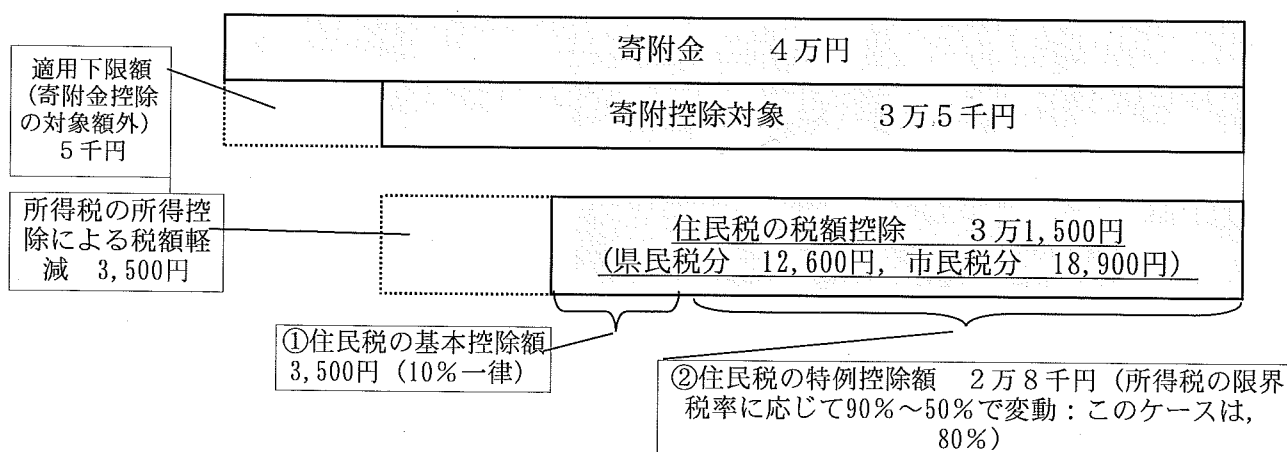 寄附金　４万円
適用下限額
（寄附金控除
の対象額外）
５千円
寄附控除対象　３万５千円
所得税の所得控
除による税額軽
減　3,500円
住民税の税額控除　３万1,500円
(県民税分　12,600円, 市民税分　18,900円)
①住民税の基本控除額
3,500円（10%一律）
②住民税の特例控除額　２万８千円（所得税の限界
税率に応じて90%～50%で変動：このケースは,
80%）